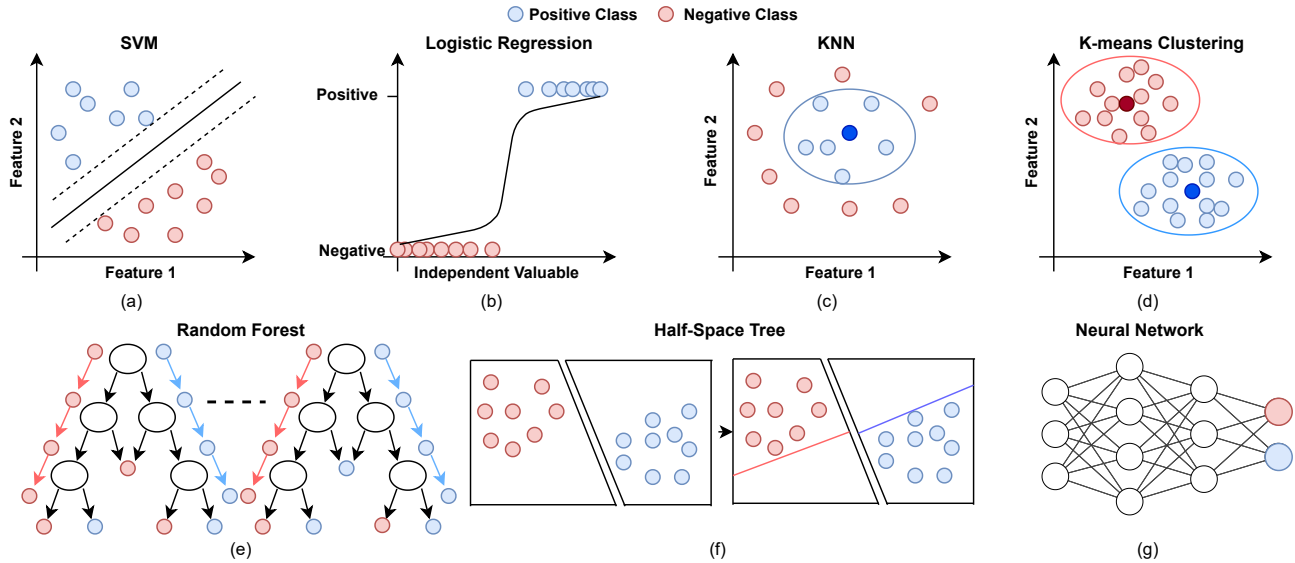 Positive Class
Negative Class
SVM
Feature 2
Feature 1
(a)
Logistic Regression
Positive
Negative
Independent Valuable
(b)
KNN
Feature 2
Feature 1
(c)
K-means Clustering
Feature 2
Feature 1
(d)
Random Forest
(e)
Half-Space Tree
(f)
Neural Network
(g)